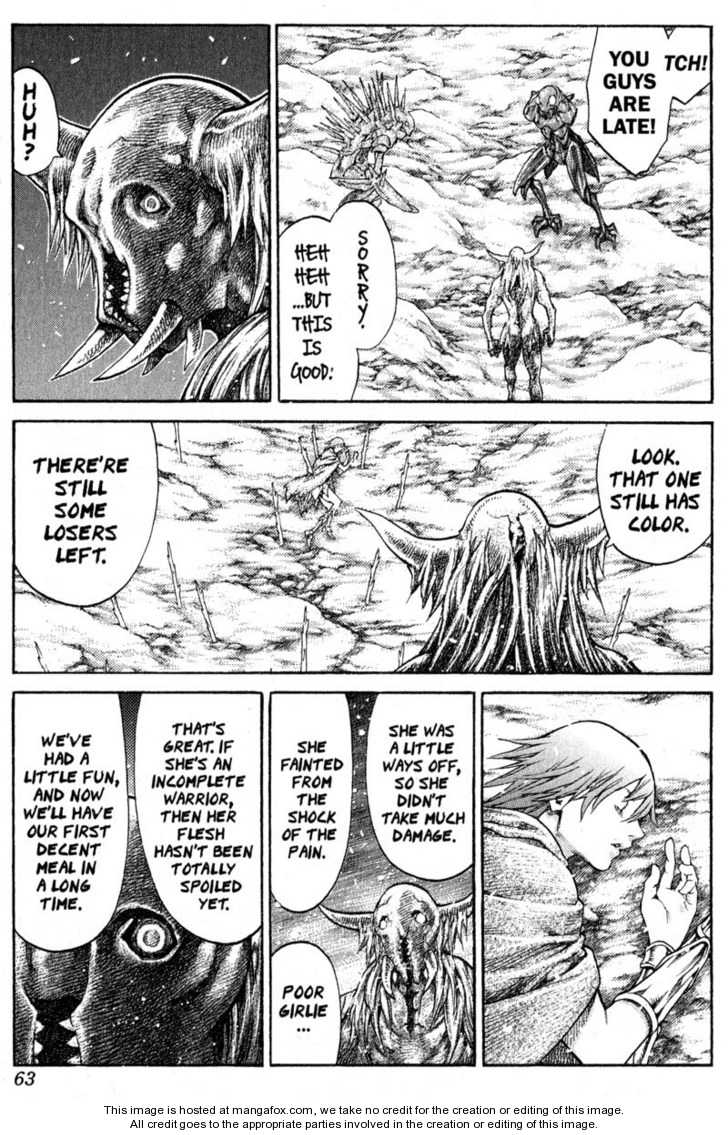 TCH!
YOU
GUYS
ARE
LATE!
SORRY.
HEH
HEH
...BUT
THIS
IS
GOOD.
HUH?
LOOK.
THAT ONE
STILL HAS
COLOR.
THERE'RE
STILL
SOME
LOSERS
LEFT.
SHE WAS
A LITTLE
WAYS OFF,
SO SHE
DIDN'T
TAKE MUCH
DAMAGE.
SHE
FAINTED
FROM
THE
SHOCK
OF THE
PAIN.
POOR
GIRLIE
...
THAT'S
GREAT. IF
SHE'S AN
INCOMPLETE
WARRIOR,
THEN HER
FLESH
HASN'T BEEN
TOTALLY
SPOILED
YET.
WE'VE
HAD A
LITTLE FUN,
AND NOW
WE'LL HAVE
OUR FIRST
DECENT
MEAL IN
A LONG
TIME.
63
This image is hosted at mangafox.com, we take no credit for the creation or editing of this image.
All credit goes to the appropriate parties involved in the creation or editing of this image.